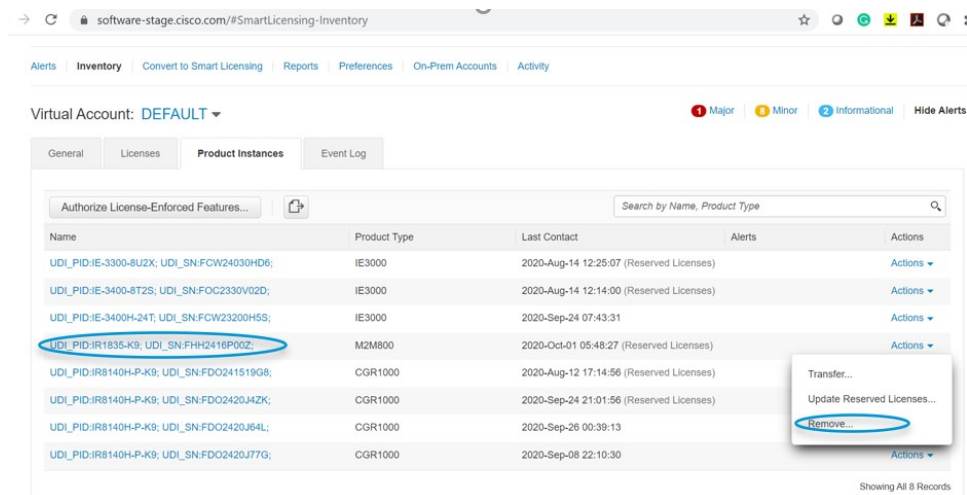 software-stage.cisco.com/#SmartLicensing-Inventory
Alerts Inventory Convert to Smart Licensing Reports Preferences On-Prem Accounts Activity
Virtual Account: DEFAULT 1 Major 8 Minor 2 Informational Hide Alerts
General Licenses Product Instances Event Log
Authorize License-Enforced Features... Search by Name, Product Type
Name Product Type Last Contact Alerts Actions
UDI_PID:IE-3300-8U2X; UDI_SN:FCW24030HD6; IE3000 2020-Aug-14 12:25:07 (Reserved Licenses) Actions
UDI_PID:IE-3400-8T2S; UDI_SN:FOC2330V02D; IE3000 2020-Aug-14 12:14:00 (Reserved Licenses) Actions
UDI_PID:IE-3400H-24T; UDI_SN:FCW23200H5S; IE3000 2020-Sep-24 07:43:31 Actions
UDI_PID:IR1835-K9; UDI_SN:FHH2416P00Z; M2M800 2020-Oct-01 05:48:27 (Reserved Licenses) Actions
UDI_PID:IR8140H-P-K9; UDI_SN:FDO241519G8; CGR1000 2020-Aug-12 17:14:56 (Reserved Licenses) Transfer...
UDI_PID:IR8140H-P-K9; UDI_SN:FDO2420J4ZK; CGR1000 2020-Sep-24 21:01:56 (Reserved Licenses) Update Reserved Licenses...
UDI_PID:IR8140H-P-K9; UDI_SN:FDO2420J64L; CGR1000 2020-Sep-26 00:39:13 Remove...
UDI_PID:IR8140H-P-K9; UDI_SN:FDO2420J77G; CGR1000 2020-Sep-08 22:10:30 Actions
Showing All 8 Records